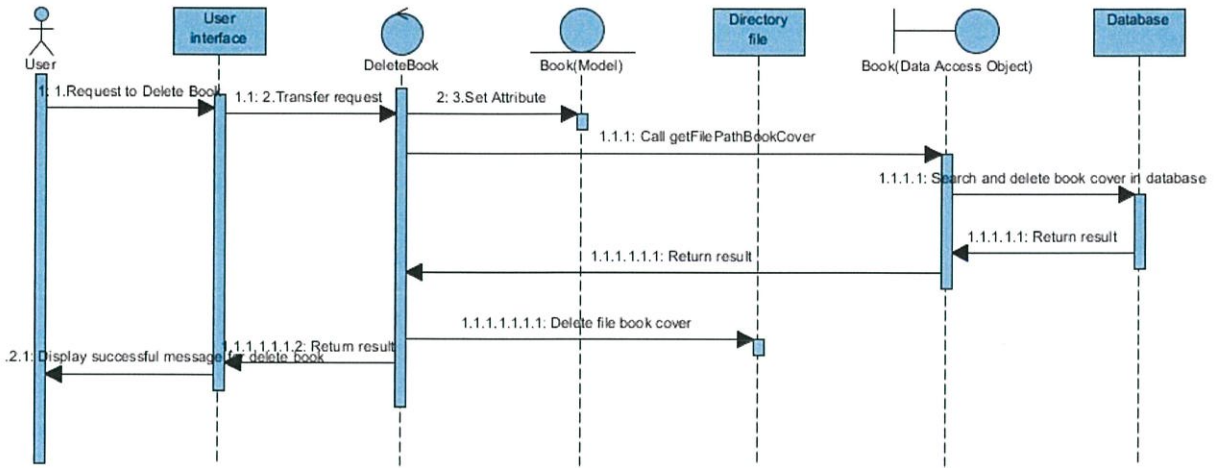 User
interface
Directory
file
Database
User
DeleteBook
Book(Model)
Book(Data Access Object)
1: 1.Request to Delete Book
1.1: 2.Transfer request
2: 3.Set Attribute
1.1.1: Call getFilePathBookCover
1.1.1.1: Search and delete book cover in database
1.1.1.1.1: Return result
1.1.1.1.1.1: Return result
1.1.1.1.1.1.1: Delete file book cover
1.1.1.1.1.1.2: Return result
.2.1: Display successful message for delete book